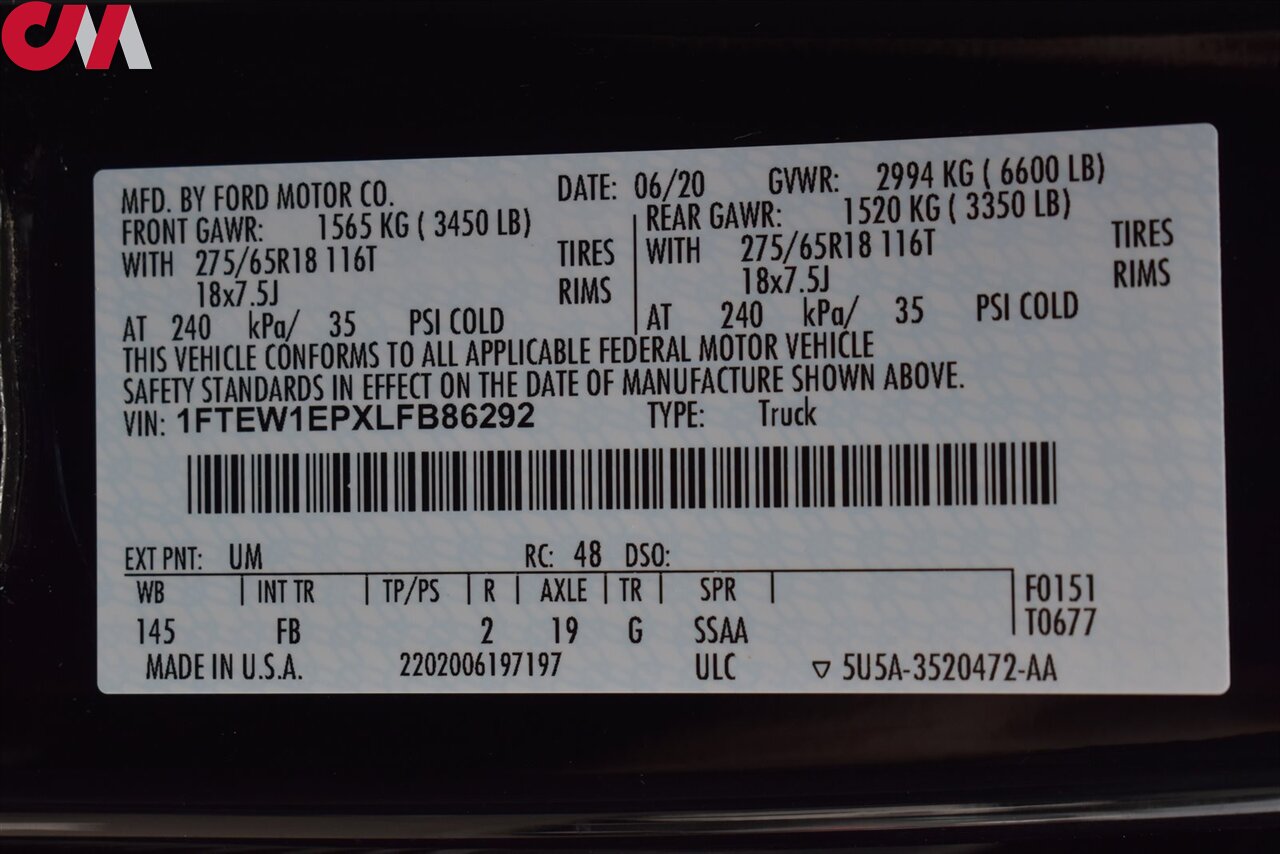 CM
MFD. BY FORD MOTOR CO. DATE: 06/20 GVWR: 2994 KG ( 6600 LB)
FRONT GAWR: 1565 KG ( 3450 LB) REAR GAWR: 1520 KG ( 3350 LB)
WITH 275/65R18 116T TIRES WITH 275/65R18 116T TIRES
18x7.5J RIMS 18x7.5J RIMS
AT 240 kPa/ 35 PSI COLD AT 240 kPa/ 35 PSI COLD
THIS VEHICLE CONFORMS TO ALL APPLICABLE FEDERAL MOTOR VEHICLE
SAFETY STANDARDS IN EFFECT ON THE DATE OF MANUFACTURE SHOWN ABOVE.
VIN: 1FTEW1EPXLFB86292 TYPE: Truck
EXT PNT: UM RC: 48 DSO:
WB INT TR TP/PS R AXLE TR SPR F0151
145 FB 2 19 G SSAA T0677
MADE IN U.S.A. 2202006197197 ULC ▽ 5U5A-3520472-AA